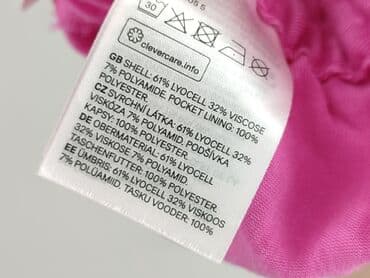 30
clevercare.info
GB SHELL: 61% LYOCELL 32% VISCOSE
7% POLYAMIDE POCKET LINING: 100%
POLYESTER.
CZ SVRCHNÍ LÁTKA: 61% LYOCELL 32%
VISKÓZA 7% POLYAMID. PODŠÍVKA
KAPSY: 100% POLYESTER.
DE OBERMATERIAL: 61% LYOCELL
32% VISKOSE 7% POLYAMID.
TASCHENFUTTER: 100% POLYESTER.
EE ÜMBRIS: 61% LYOCELL 32% VISKOOS
7% POLÜAMIID. TASKU VOODER: 100%